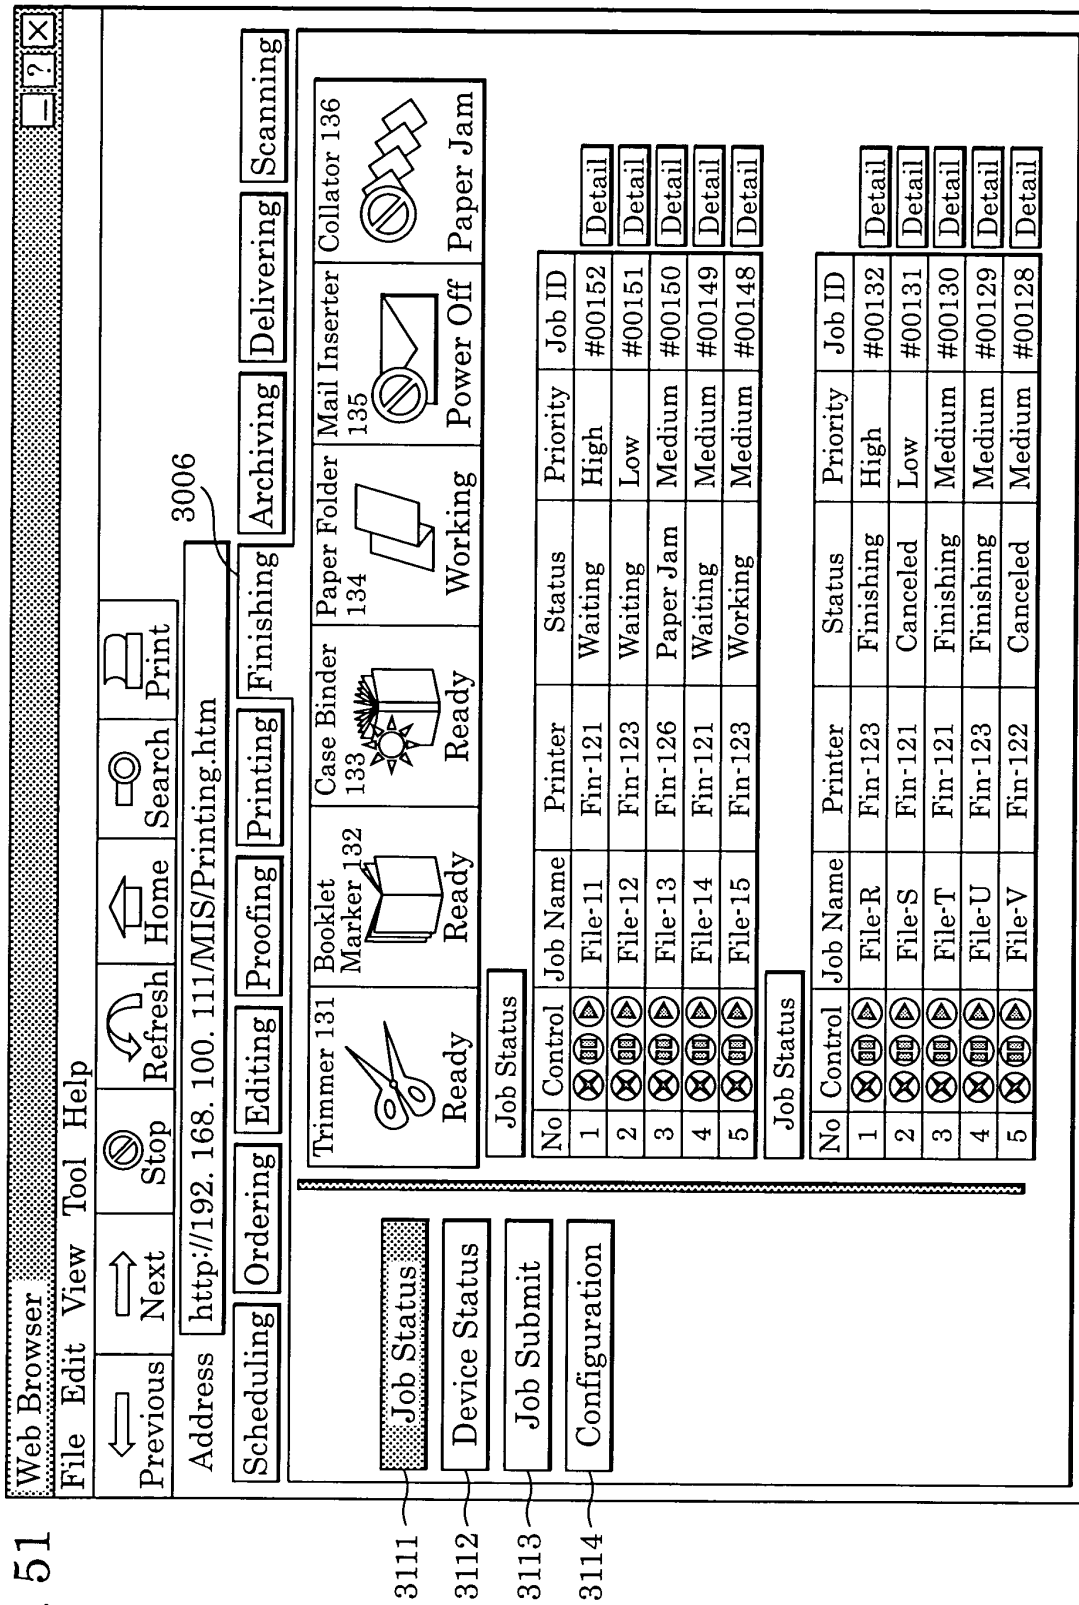 . 51
Web Browser
? X
File Edit View Tool Help
Previous Next Stop Refresh Home Search Print
Address http://192. 168. 100. 111/MIS/Printing.htm
3006
Scheduling Ordering Editing Proofing Printing Finishing Archiving Delivering Scanning
3111 Job Status
3112 Device Status
3113 Job Submit
3114 Configuration
Trimmer 131
Ready
Booklet
Marker 132
Ready
Case Binder
133
Ready
Paper Folder
134
Working
Mail Inserter
135
Power Off
Collator 136
Paper Jam
Job Status
No Control Job Name Printer Status Priority Job ID
1 File-11 Fin-121 Waiting High #00152 Detail
2 File-12 Fin-123 Waiting Low #00151 Detail
3 File-13 Fin-126 Paper Jam Medium #00150 Detail
4 File-14 Fin-121 Waiting Medium #00149 Detail
5 File-15 Fin-123 Working Medium #00148 Detail
Job Status
No Control Job Name Printer Status Priority Job ID
1 File-R Fin-123 Finishing High #00132 Detail
2 File-S Fin-121 Canceled Low #00131 Detail
3 File-T Fin-121 Finishing Medium #00130 Detail
4 File-U Fin-123 Finishing Medium #00129 Detail
5 File-V Fin-122 Canceled Medium #00128 Detail